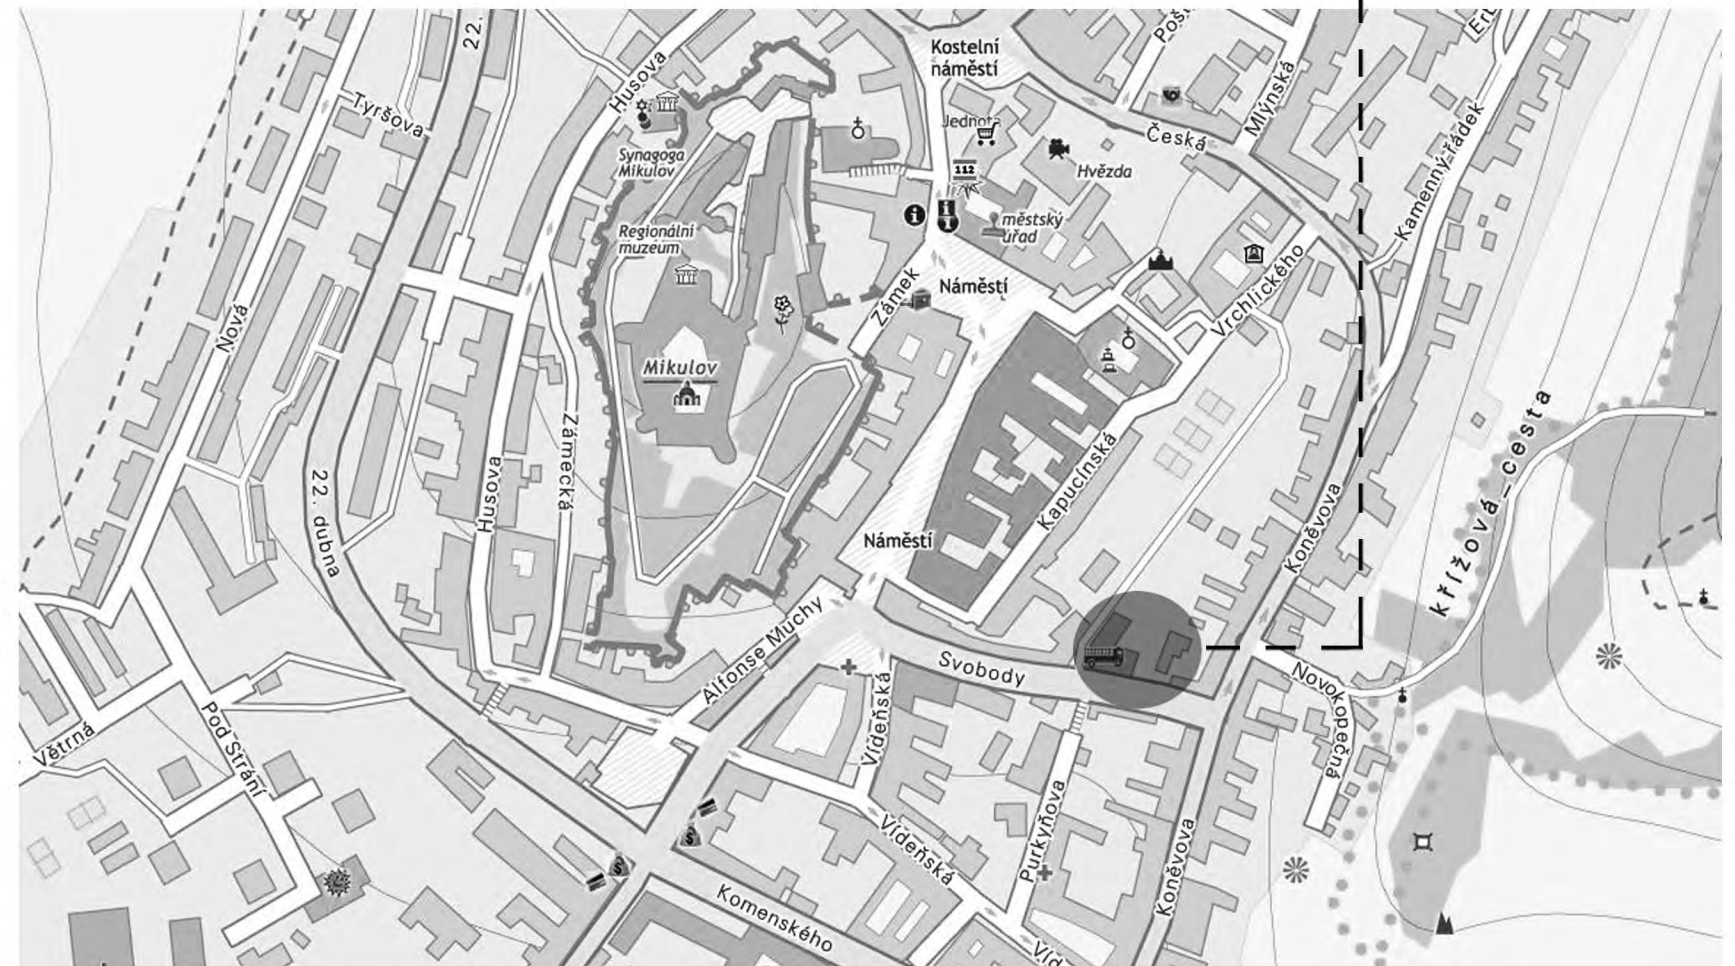 22.
Husova
Tyršova
Kostelní
náměstí
Jednota
Česká
Mlýnská
Kamenný řádek
112
Hvězda
Synagoga
Mikulov
Regionální
muzeum
městský
úřad
Nová
Zámek
Náměstí
Vrchlického
Mikulov
Zámecká
Husova
22. dubna
Kapucínská
Náměstí
Koněvova
křížová cesta
Alfonse Muchy
Svobody
Novokopečná
Vídeňská
Větrná
Pod Strání
Vídeňská
Purkyňova
Koněvova
Komenského